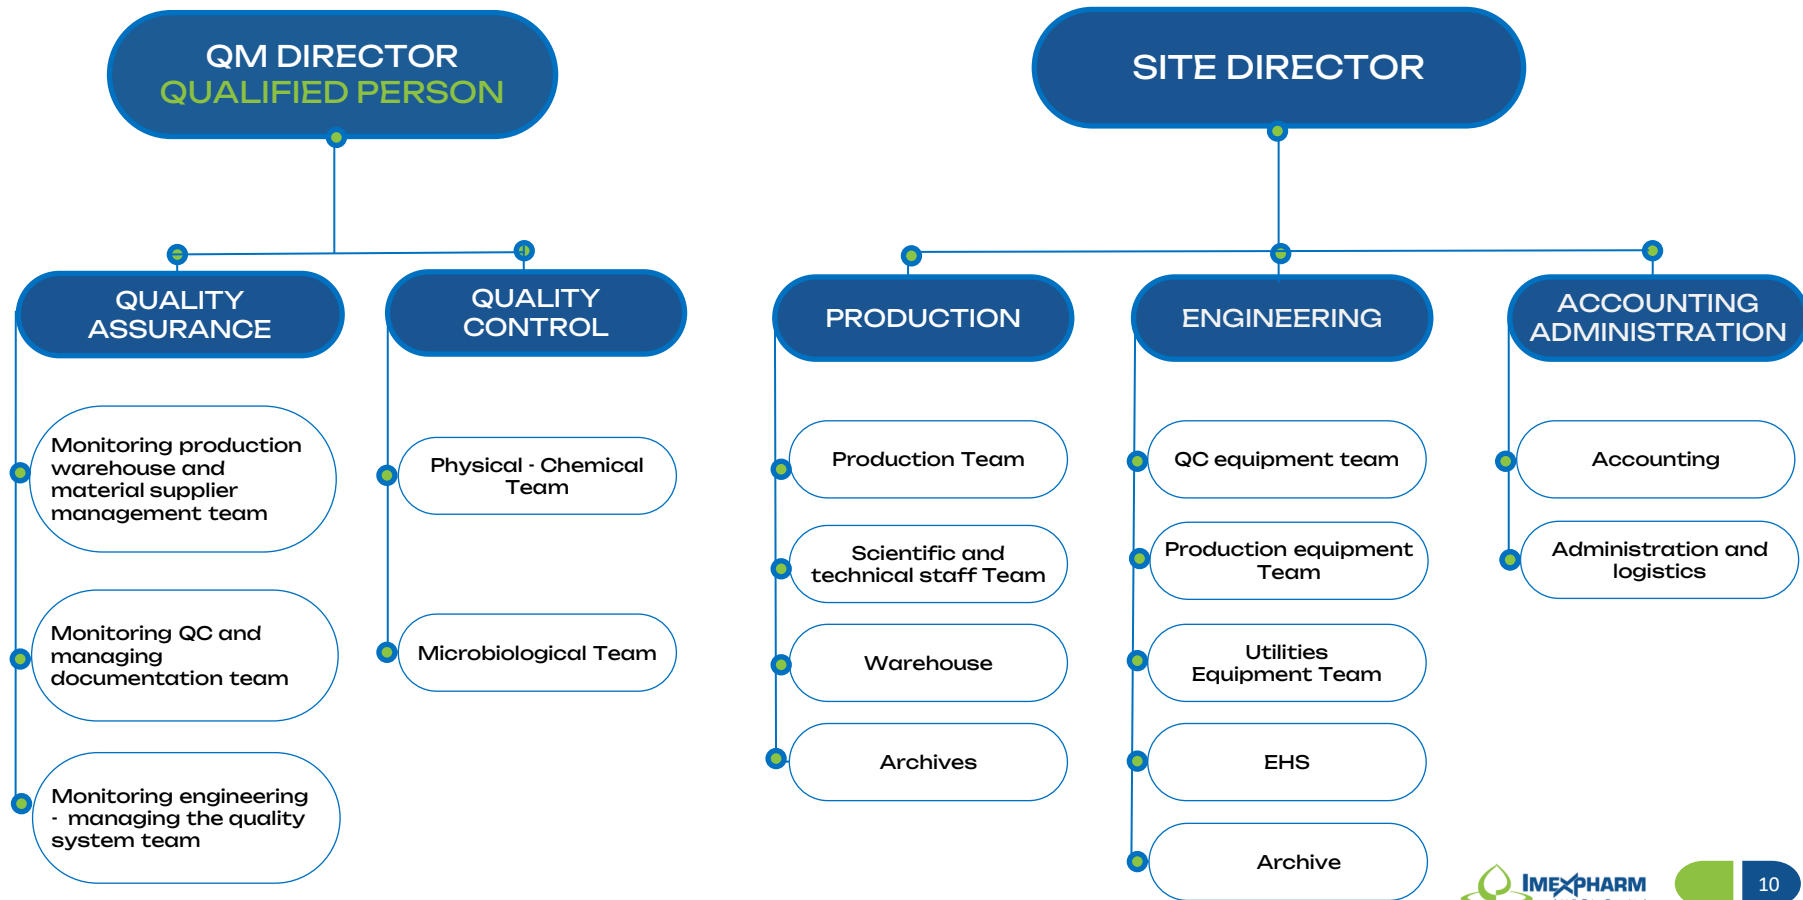 QM DIRECTOR
QUALIFIED PERSON
SITE DIRECTOR
QUALITY
ASSURANCE
QUALITY
CONTROL
PRODUCTION
ENGINEERING
ACCOUNTING
ADMINISTRATION
Monitoring production
warehouse and
material supplier
management team
Monitoring QC and
managing
documentation team
Monitoring engineering
- managing the quality
system team
Physical - Chemical
Team
Microbiological Team
Production Team
Scientific and
technical staff Team
Warehouse
Archives
QC equipment team
Production equipment
Team
Utilities
Equipment Team
EHS
Archive
Accounting
Administration and
logistics
IMEXPHARM
10